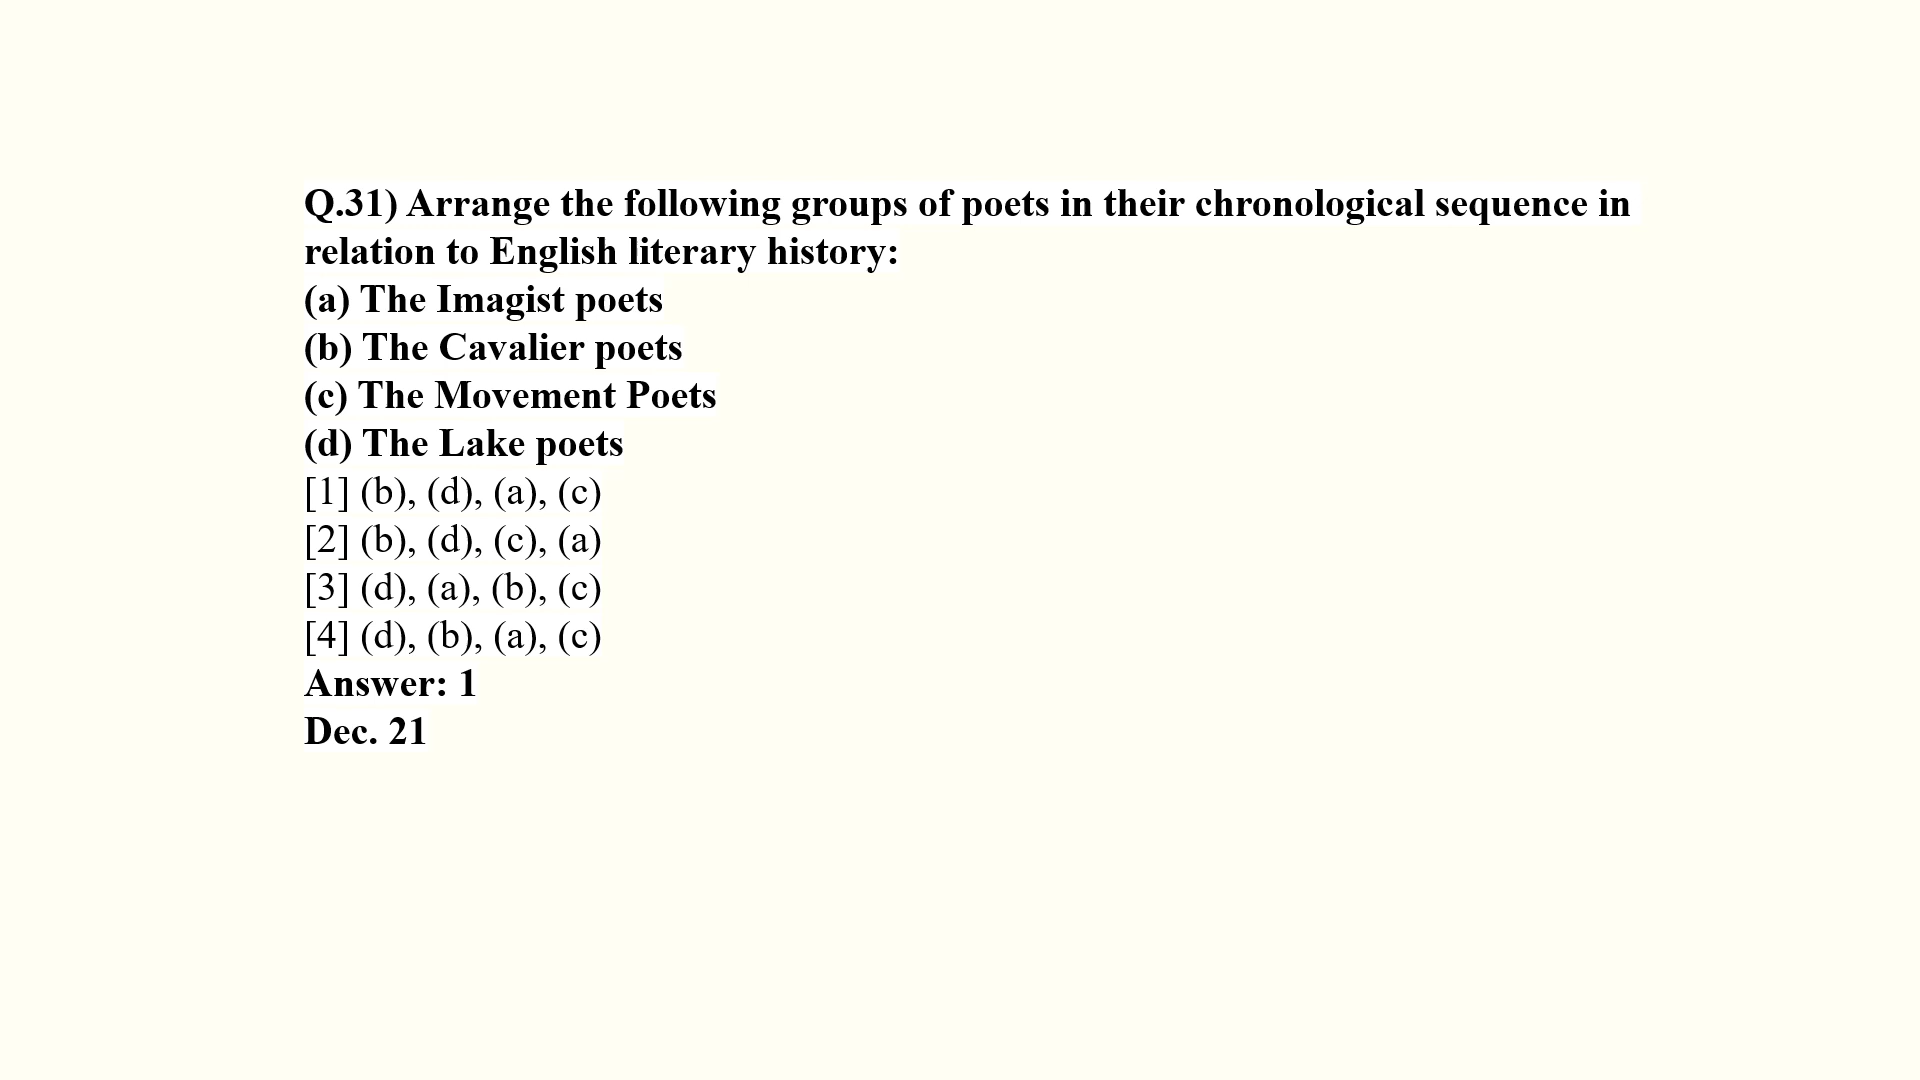 Q.31) Arrange the following groups of poets in their chronological sequence in
relation to English literary history:
(a) The Imagist poets
(b) The Cavalier poets
(c) The Movement Poets
(d) The Lake poets
[1] (b), (d), (a), (c)
[2] (b), (d), (c), (a)
[3] (d), (a), (b), (c)
[4] (d), (b), (a), (c)
Answer: 1
Dec. 21